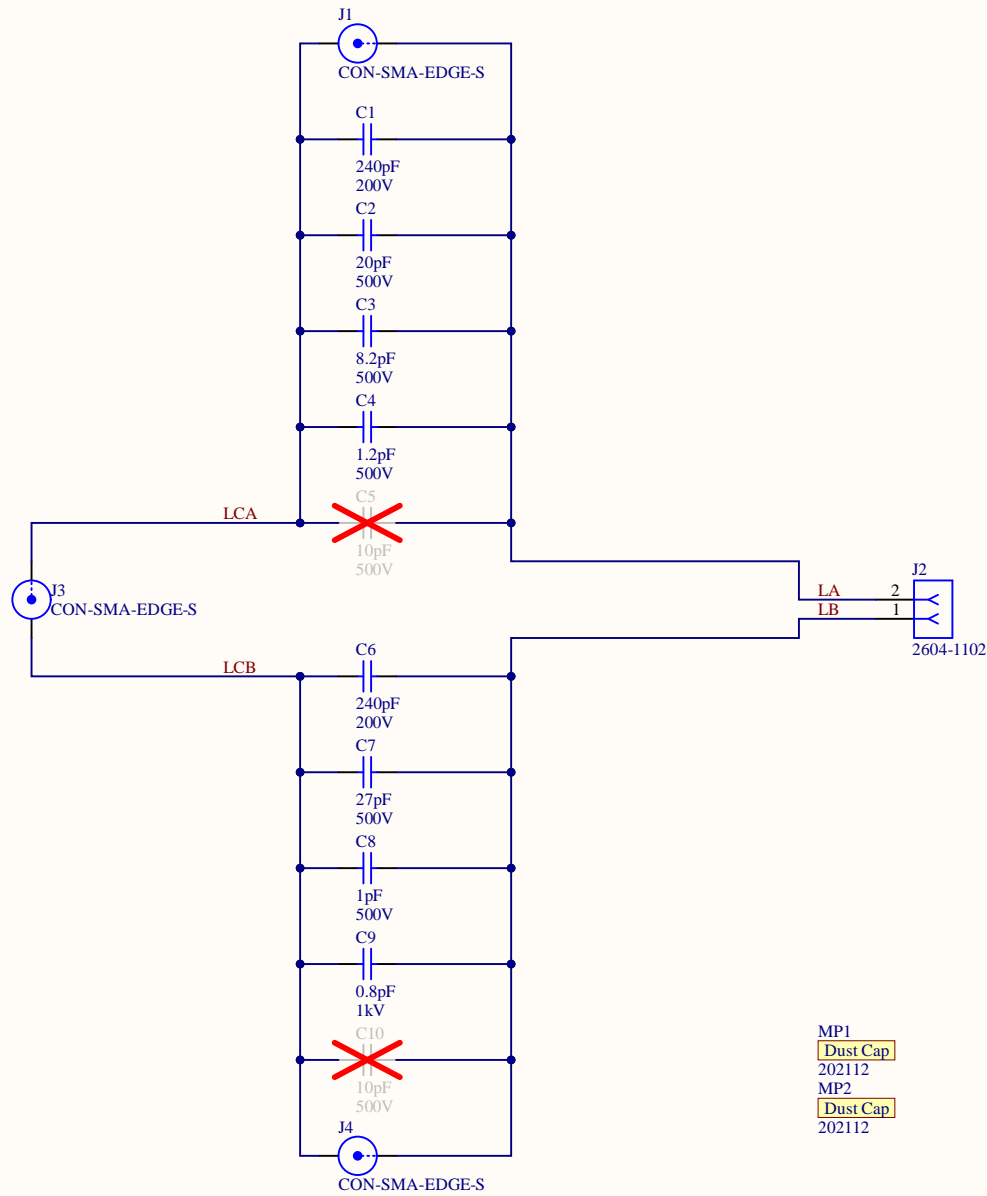 J1
CON-SMA-EDGE-S
C1
240pF
200V
C2
20pF
500V
C3
8.2pF
500V
C4
1.2pF
500V
C5
10pF
500V
LCA
J3
CON-SMA-EDGE-S
LCB
J2
LA 2
LB 1
2604-1102
C6
240pF
200V
C7
27pF
500V
C8
1pF
500V
C9
0.8pF
1kV
C10
10pF
500V
J4
CON-SMA-EDGE-S
MP1
Dust Cap
202112
MP2
Dust Cap
202112